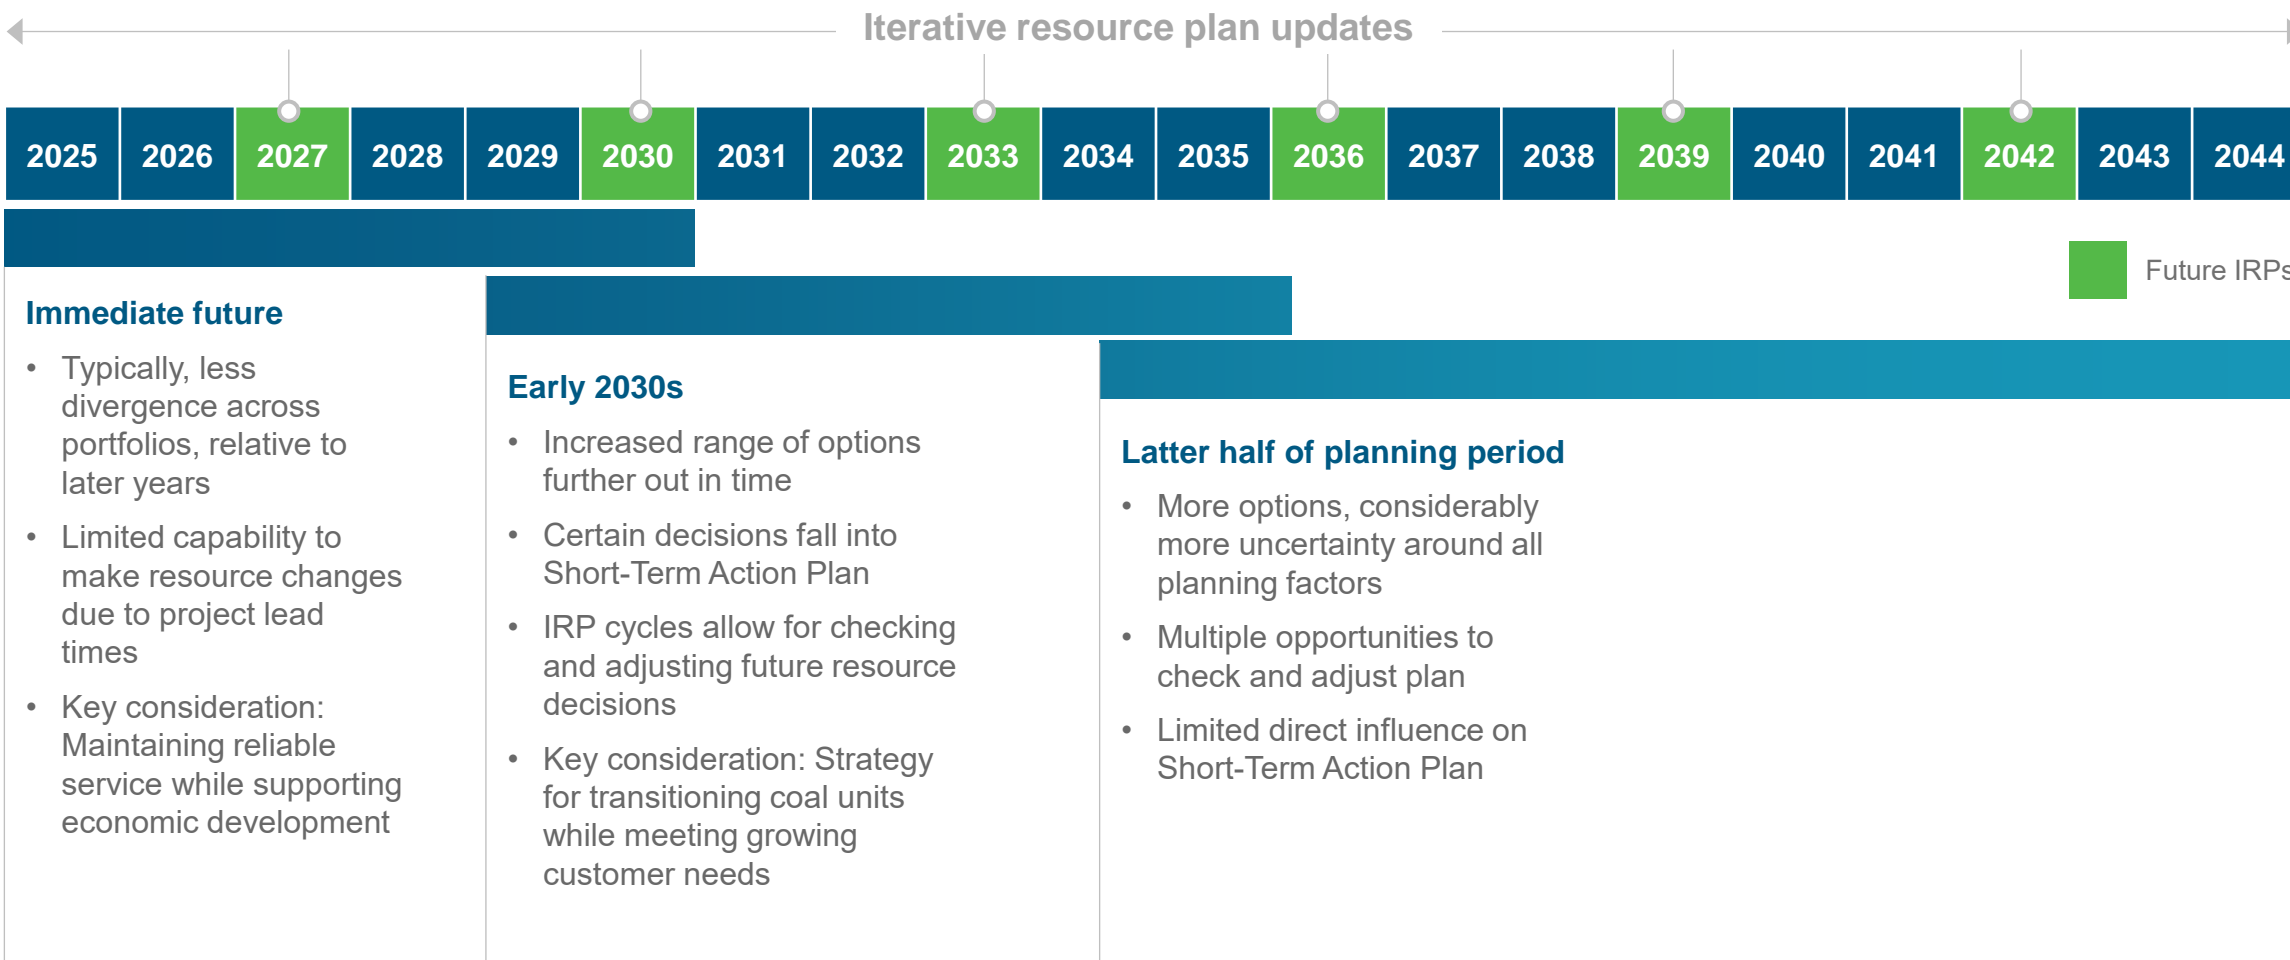 Iterative resource plan updates
2025 2026 2027 2028 2029 2030 2031 2032 2033 2034 2035 2036 2037 2038 2039 2040 2041 2042 2043 2044
Future IRPs
Immediate future
• Typically, less
divergence across
portfolios, relative to
later years
• Limited capability to
make resource changes
due to project lead
times
• Key consideration:
Maintaining reliable
service while supporting
economic development
Early 2030s
• Increased range of options
further out in time
• Certain decisions fall into
Short-Term Action Plan
• IRP cycles allow for checking
and adjusting future resource
decisions
• Key consideration: Strategy
for transitioning coal units
while meeting growing
customer needs
Latter half of planning period
• More options, considerably
more uncertainty around all
planning factors
• Multiple opportunities to
check and adjust plan
• Limited direct influence on
Short-Term Action Plan